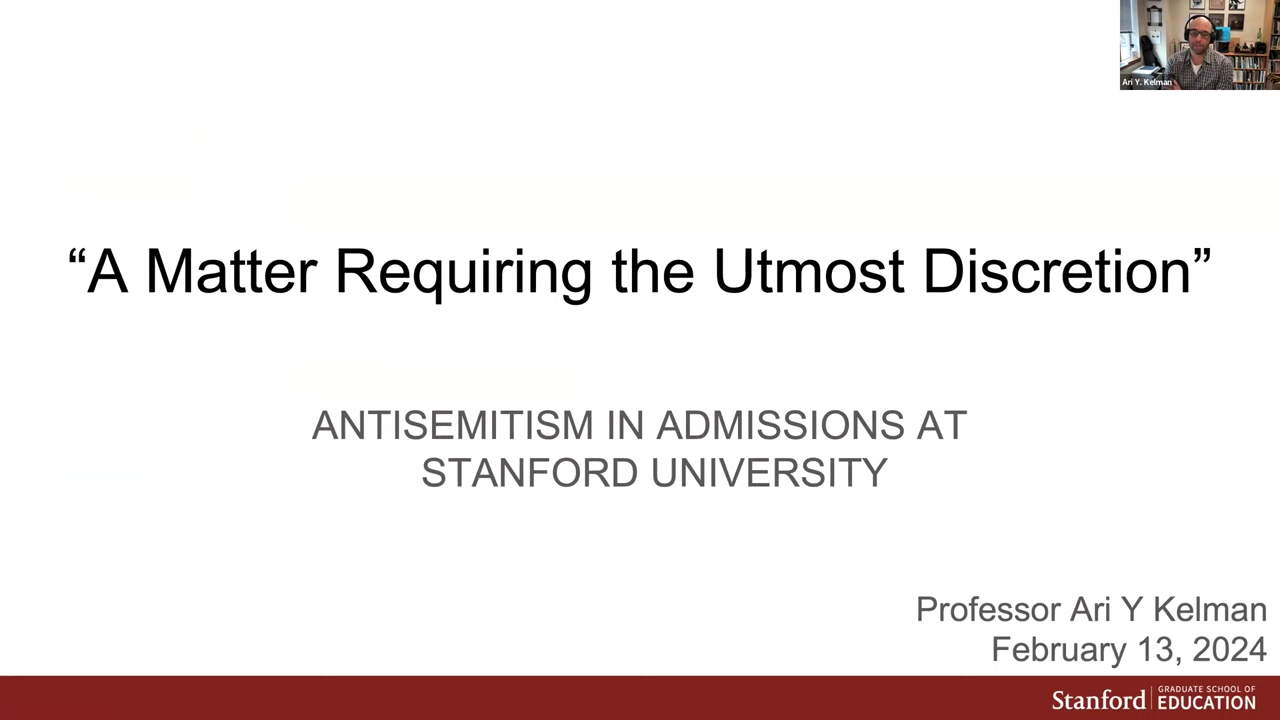 Ari Y. Kelman
“A Matter Requiring the Utmost Discretion”
ANTISEMITISM IN ADMISSIONS AT
STANFORD UNIVERSITY
Professor Ari Y Kelman
February 13, 2024
Stanford
GRADUATE SCHOOL OF
EDUCATION